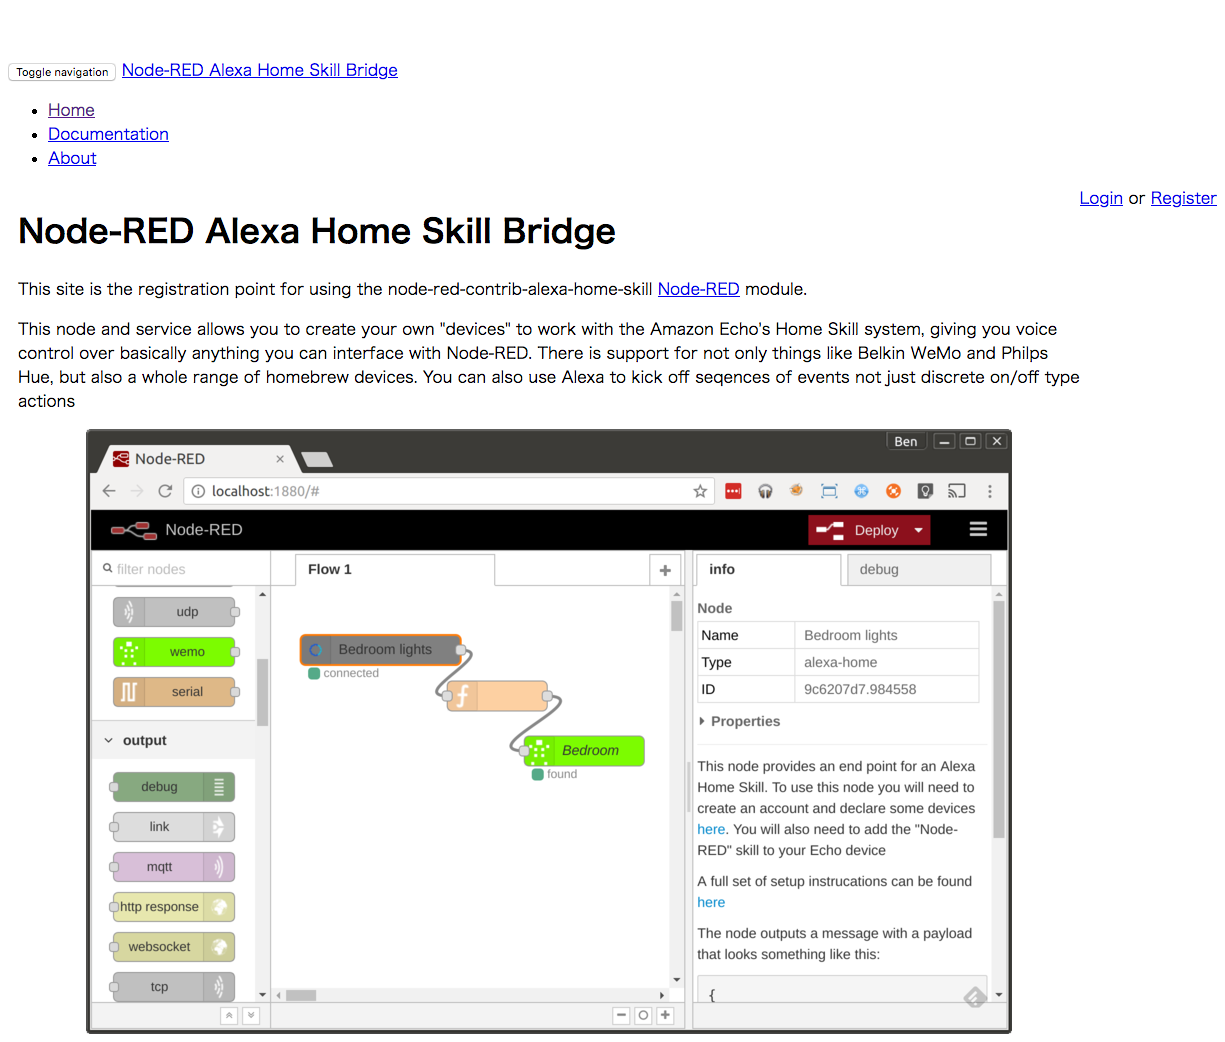 Toggle navigation Node-RED Alexa Home Skill Bridge
Home
Documentation
About
Login or Register
Node-RED Alexa Home Skill Bridge
This site is the registration point for using the node-red-contrib-alexa-home-skill Node-RED module.
This node and service allows you to create your own "devices" to work with the Amazon Echo's Home Skill system, giving you voice
control over basically anything you can interface with Node-RED. There is support for not only things like Belkin WeMo and Philps
Hue, but also a whole range of homebrew devices. You can also use Alexa to kick off seqences of events not just discrete on/off type
actions
Ben
Node-RED
localhost:1880/#
Node-RED
Deploy
filter nodes
udp
wemo
serial
output
debug
link
mqtt
http response
websocket
tcp
Flow 1
Bedroom lights
connected
f
Bedroom
found
info
debug
Node
Name Bedroom lights
Type alexa-home
ID 9c6207d7.984558
Properties
This node provides an end point for an Alexa
Home Skill. To use this node you will need to
create an account and declare some devices
here. You will also need to add the "Node-
RED" skill to your Echo device
A full set of setup instrucations can be found
here
The node outputs a message with a payload
that looks something like this:
{